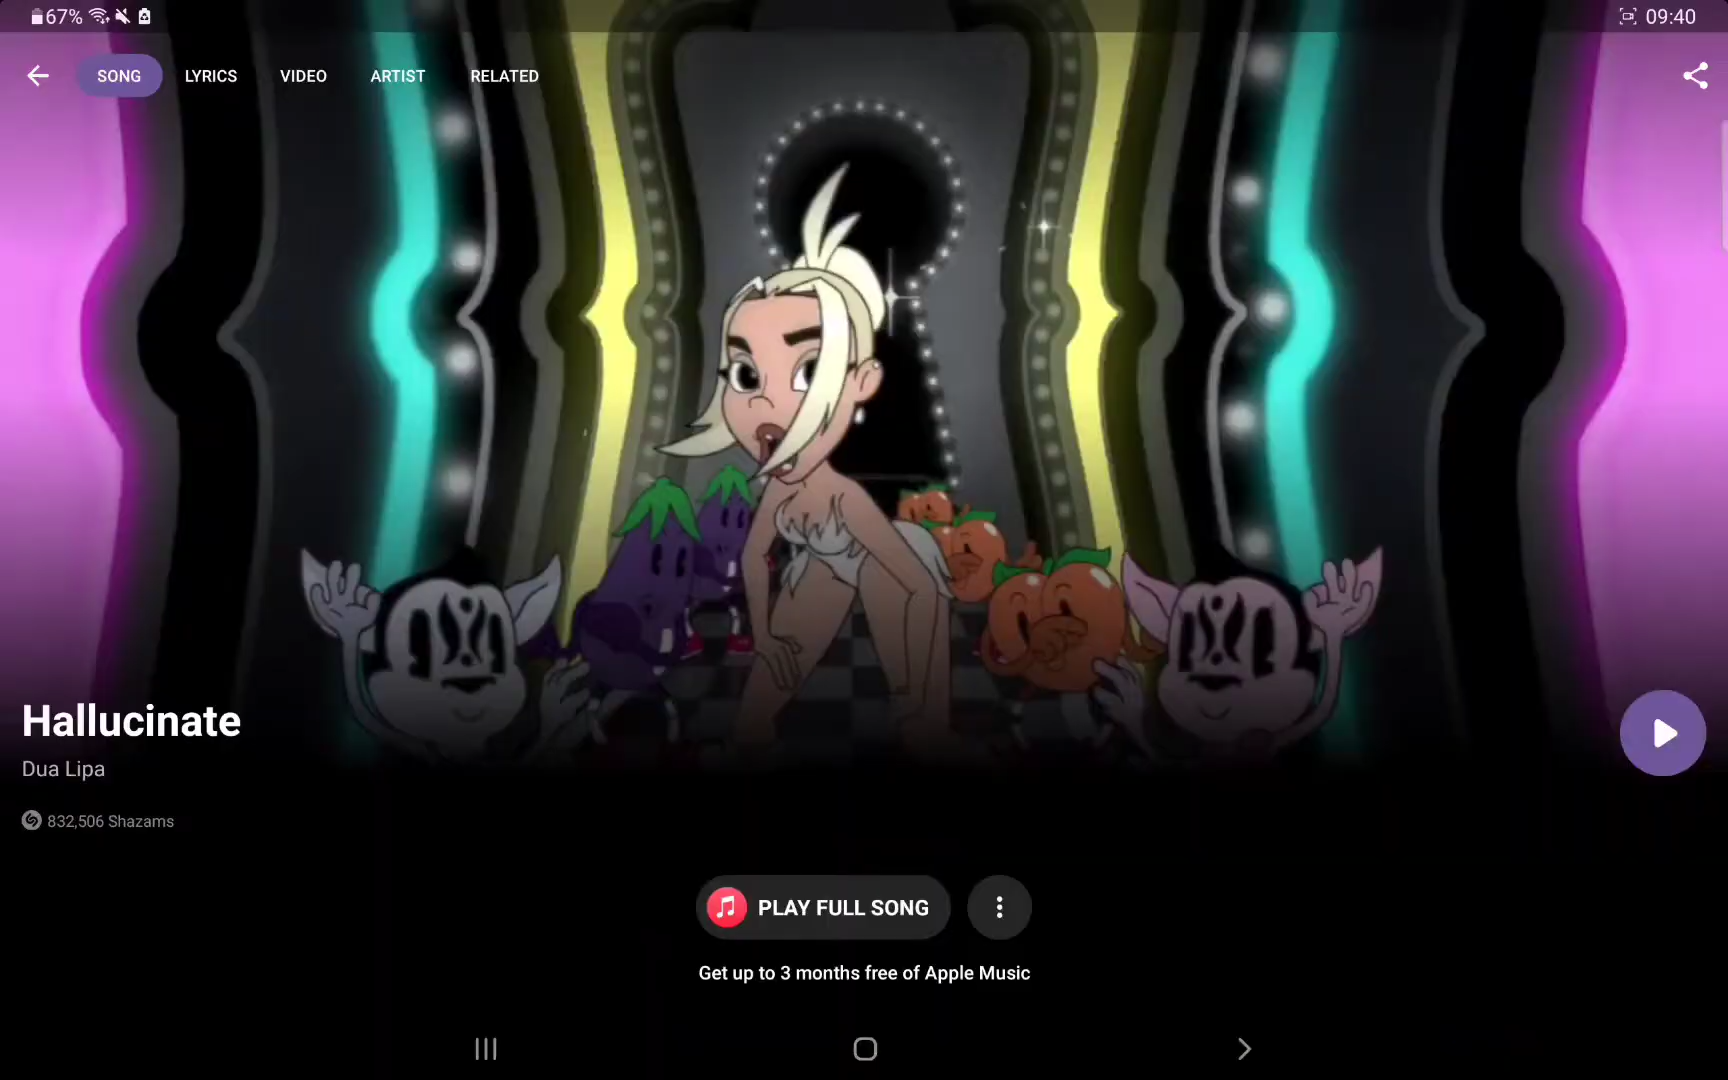 67%
09:40
SONG
LYRICS
VIDEO
ARTIST
RELATED
Hallucinate
Dua Lipa
832,506 Shazams
PLAY FULL SONG
Get up to 3 months free of Apple Music